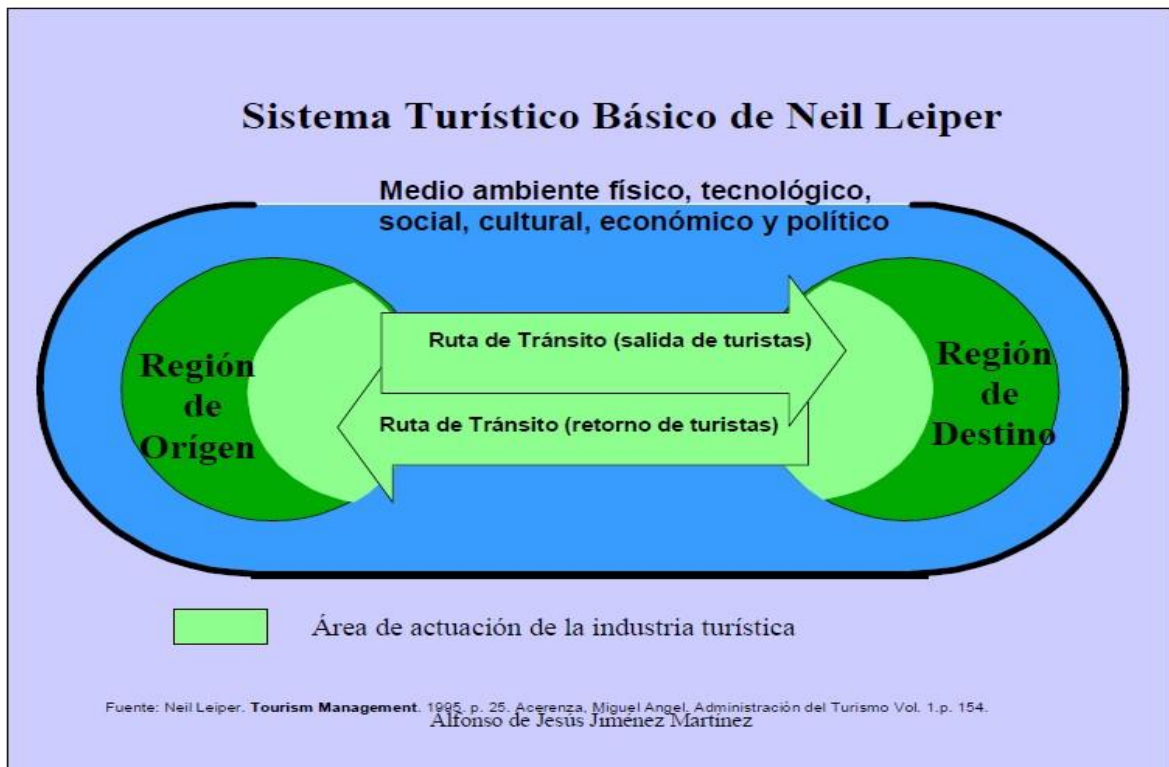 Sistema Turístico Básico de Neil Leiper
Medio ambiente físico, tecnológico,
social, cultural, económico y político
Región
de
Orígen
Ruta de Tránsito (salida de turistas)
Ruta de Tránsito (retorno de turistas)
Región
de
Destino
Área de actuación de la industria turística
Fuente: Neil Leiper. Tourism Management. 1995. p. 25. Acerenza, Miguel Angel. Administración del Turismo Vol. 1.p. 154.
Alfonso de Jesús Jiménez Martínez